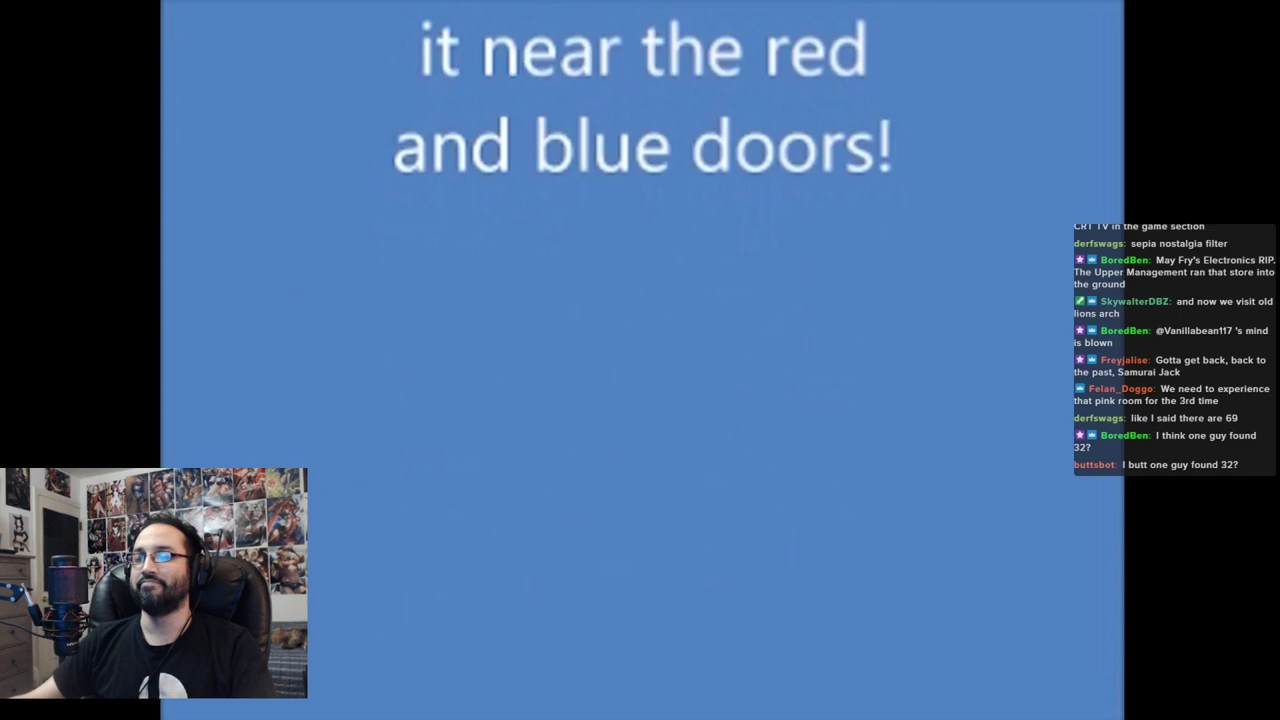 it near the red
and blue doors!
CRT TV in the game section
derfswags: sepia nostalgia filter
BoredBen: May Fry's Electronics RIP.
The Upper Management ran that store into
the ground
SkywalterDBZ: and now we visit old
lions arch
BoredBen: @Vanillabean117 's mind
is blown
Freyjalise: Gotta get back, back to
the past, Samurai Jack
Felan_Doggo: We need to experience
that pink room for the 3rd time
derfswags: like I said there are 69
BoredBen: I think one guy found
32?
buttsbot: I butt one guy found 32?